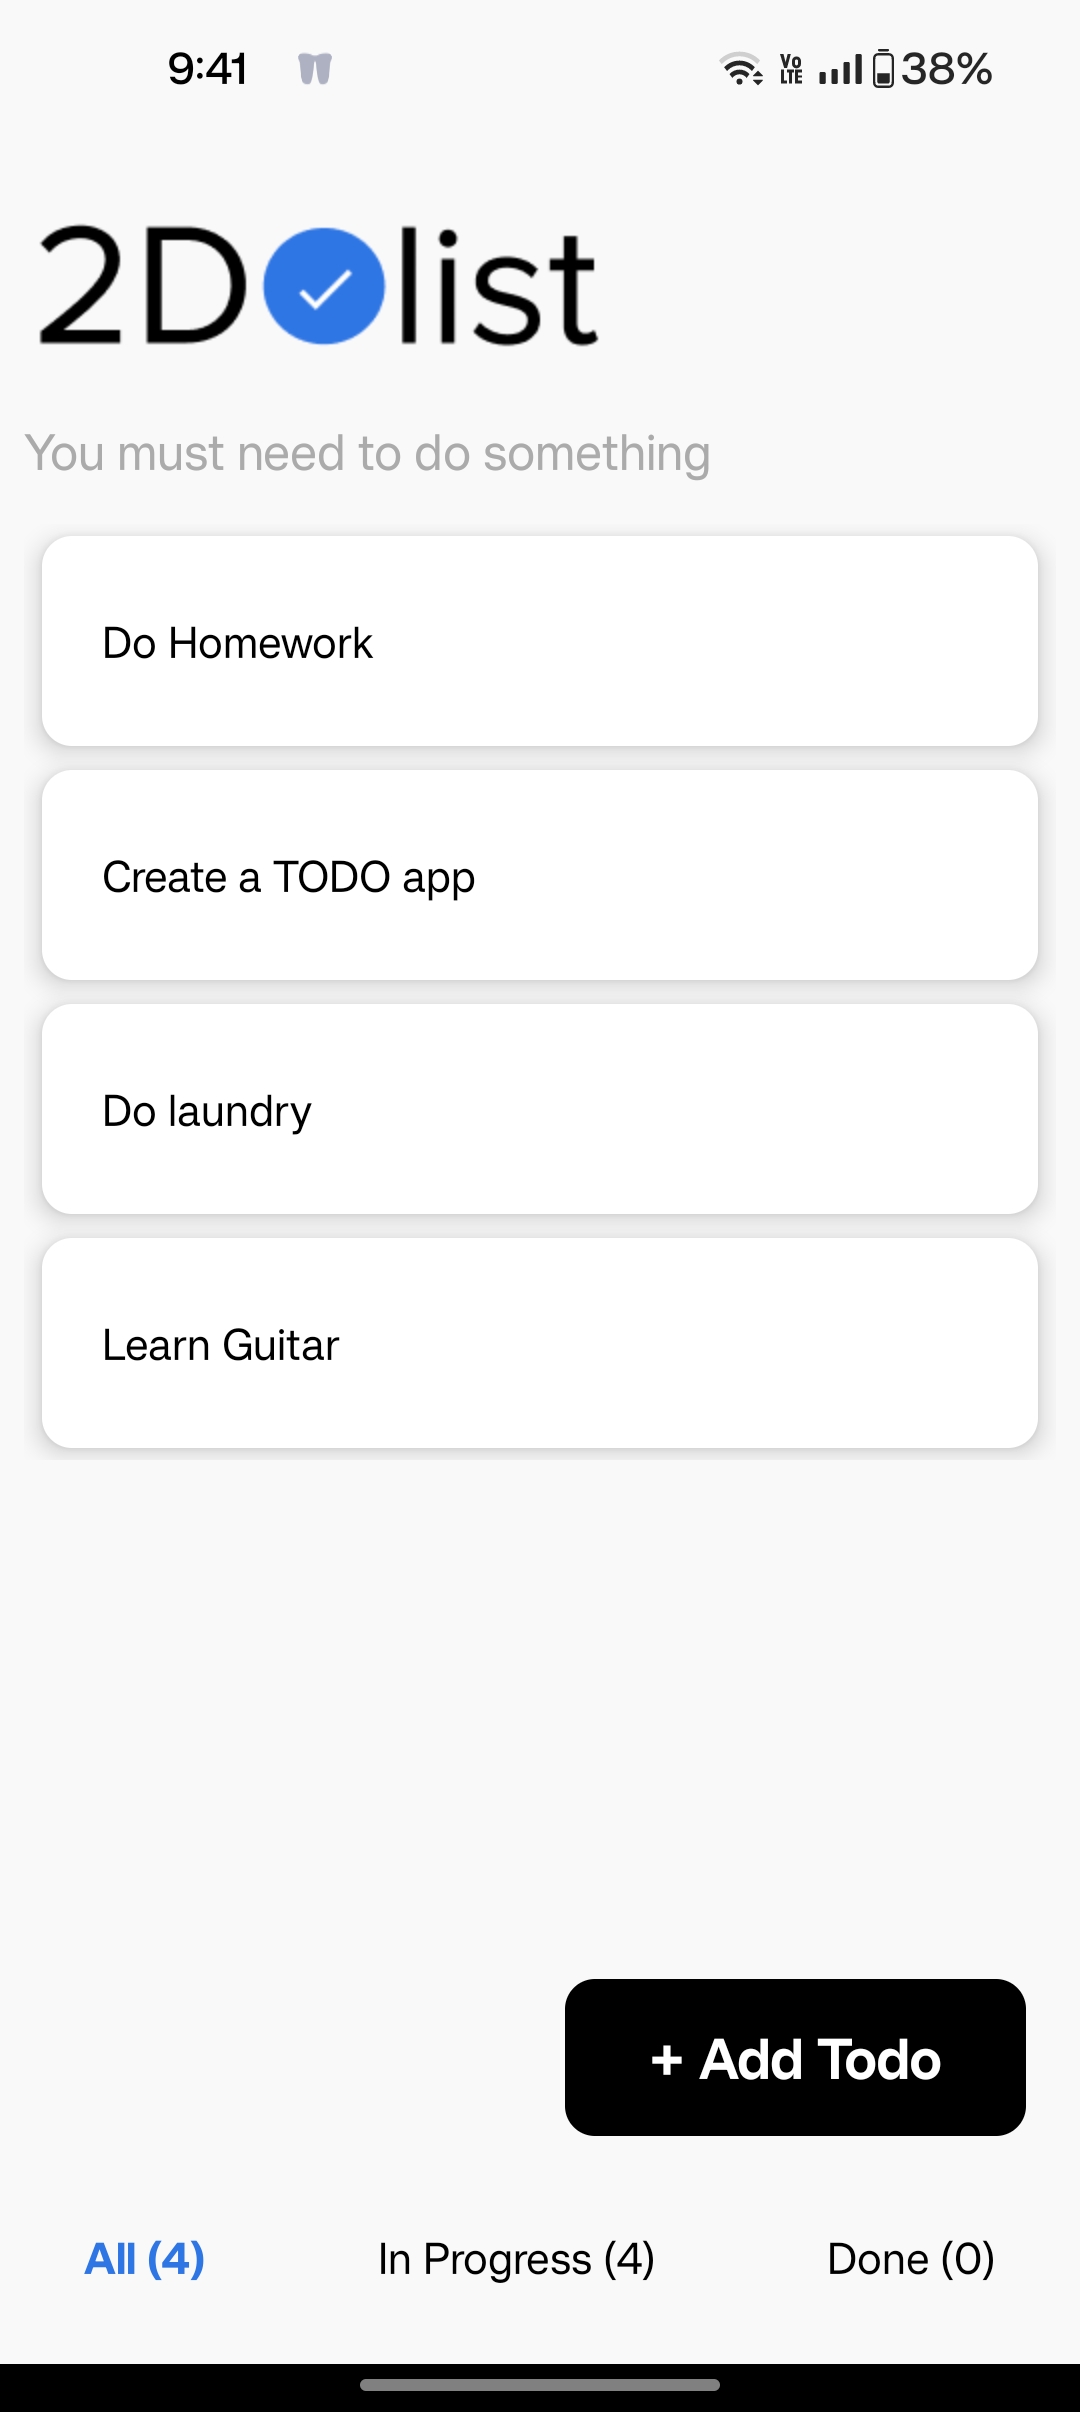 9:41
Vo LTE
38%
2D list
You must need to do something
Do Homework
Create a TODO app
Do laundry
Learn Guitar
+ Add Todo
All (4)
In Progress (4)
Done (0)